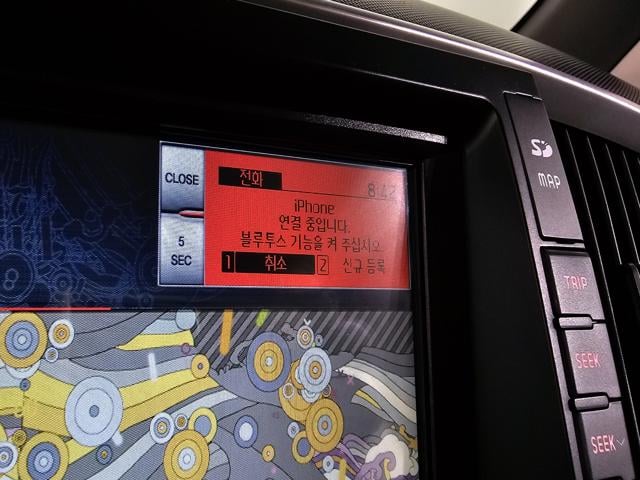 CLOSE
5
SEC
전화
8:42
iPhone
연결 중입니다.
블루투스 기능을 켜 주십시오
1 취소 2 신규 등록
SD
MAP
TRIP
SEEK
SEEK